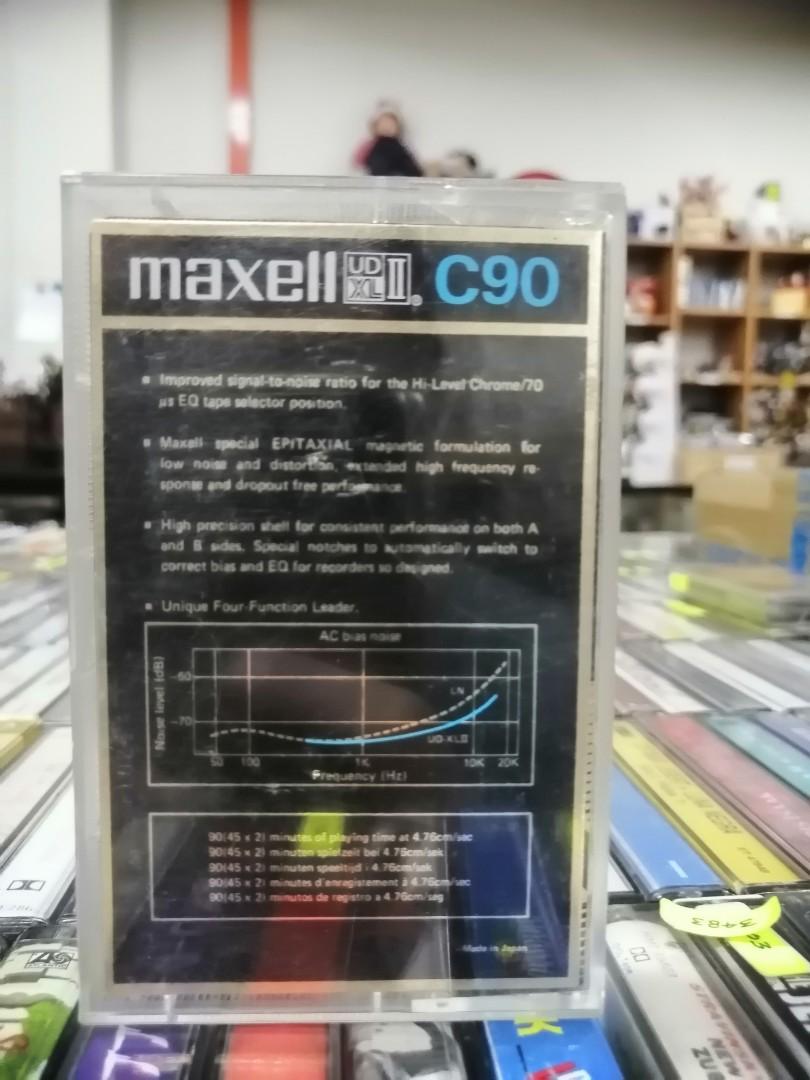 maxell UD XL II ® C90
▪ Improved signal-to-noise ratio for the Hi-Level Chrome/70
µs EQ tape selector position.
▪ Maxell special EPITAXIAL magnetic formulation for
low noise and distortion, extended high frequency re-
sponse and dropout free performance.
▪ High precision shell for consistent performance on both A
and B sides. Special notches to automatically switch to
correct bias and EQ for recorders so designed.
▪ Unique Four-Function Leader.
AC bias noise
Noise level (dB)
-60
LN
-70
UD-XLII
50 100 1K 10K 20K
Frequency (Hz)
90(45 x 2) minutes of playing time at 4.76cm/sec
90(45 x 2) minuten spielzeit bei 4.76cm/sek
90(45 x 2) minuten speeltijd i 4.76cm/sek
90(45 x 2) minutes d'enregistrement à 4.76cm/sec
90(45 x 2) minutos de registro a 4.76cm/seg
Made in Japan
3483